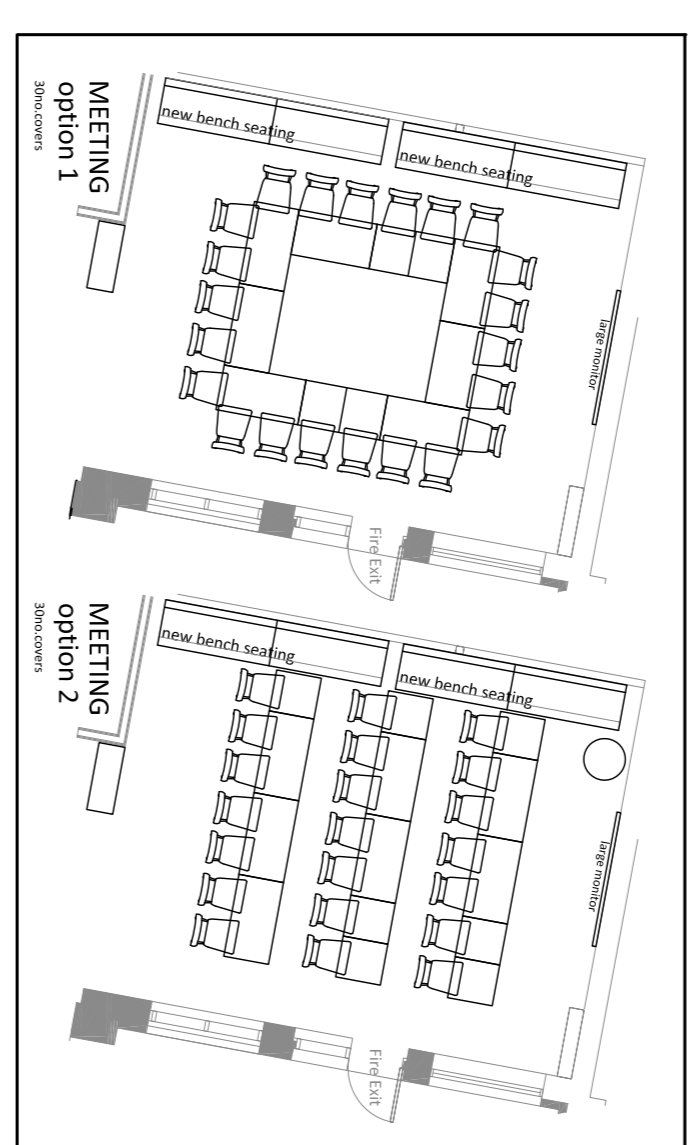 MEETING
option 1
30no.covers
new bench seating
new bench seating
large monitor
Fire Exit
MEETING
option 2
30no.covers
new bench seating
new bench seating
large monitor
Fire Exit